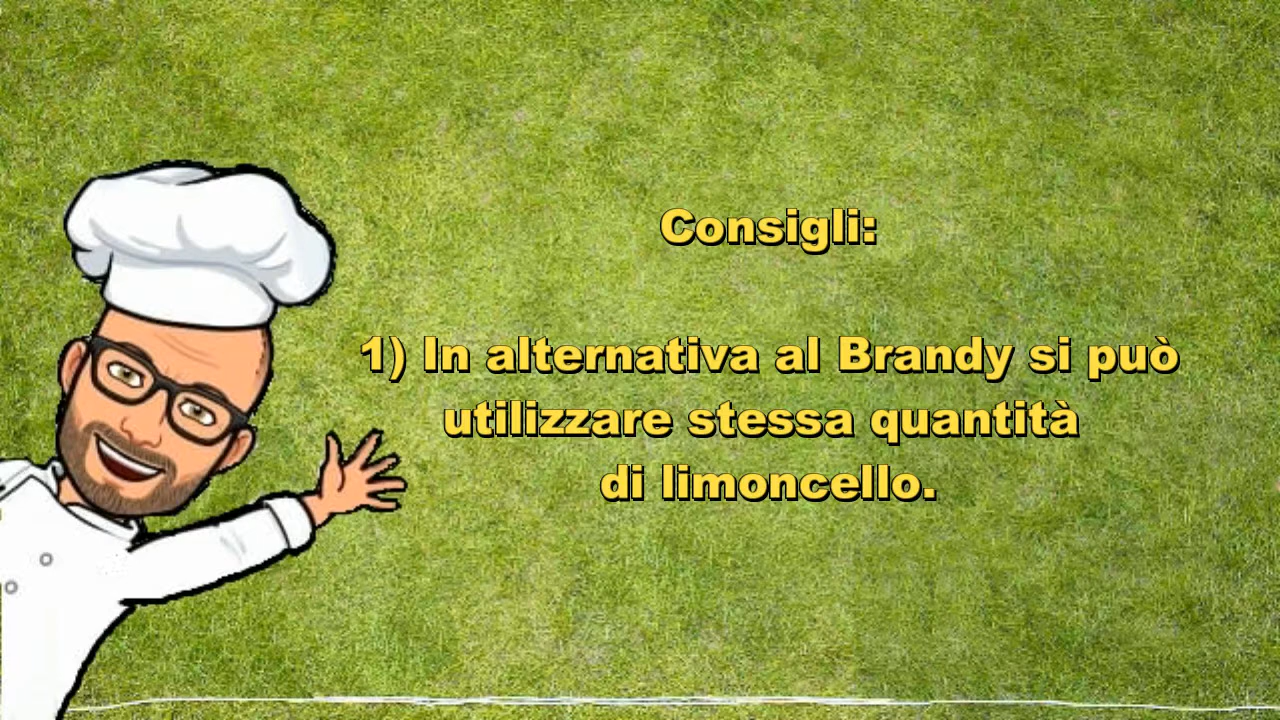 Consigli:
1) In alternativa al Brandy si può
utilizzare stessa quantità
di limoncello.